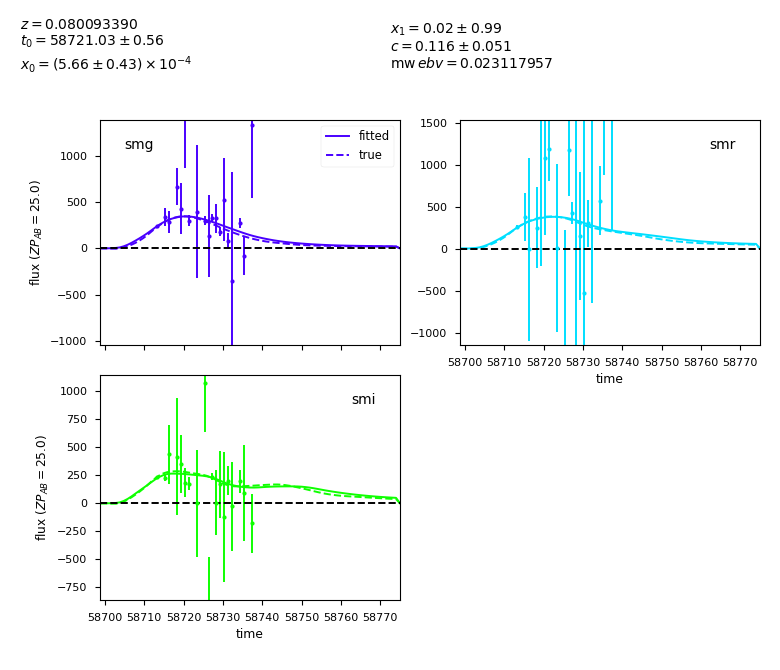 z = 0.080093390
t₀ = 58721.03 ± 0.56
x₀ = (5.66 ± 0.43) × 10⁻⁴
x₁ = 0.02 ± 0.99
c = 0.116 ± 0.051
mw ebv = 0.023117957
smg
fitted
true
1000
500
0
−500
−1000
flux (ZP_AB = 25.0)
smr
1500
1000
500
0
−500
−1000
58700 58710 58720 58730 58740 58750 58760 58770
time
smi
1000
750
500
250
0
−250
−500
−750
flux (ZP_AB = 25.0)
58700 58710 58720 58730 58740 58750 58760 58770
time